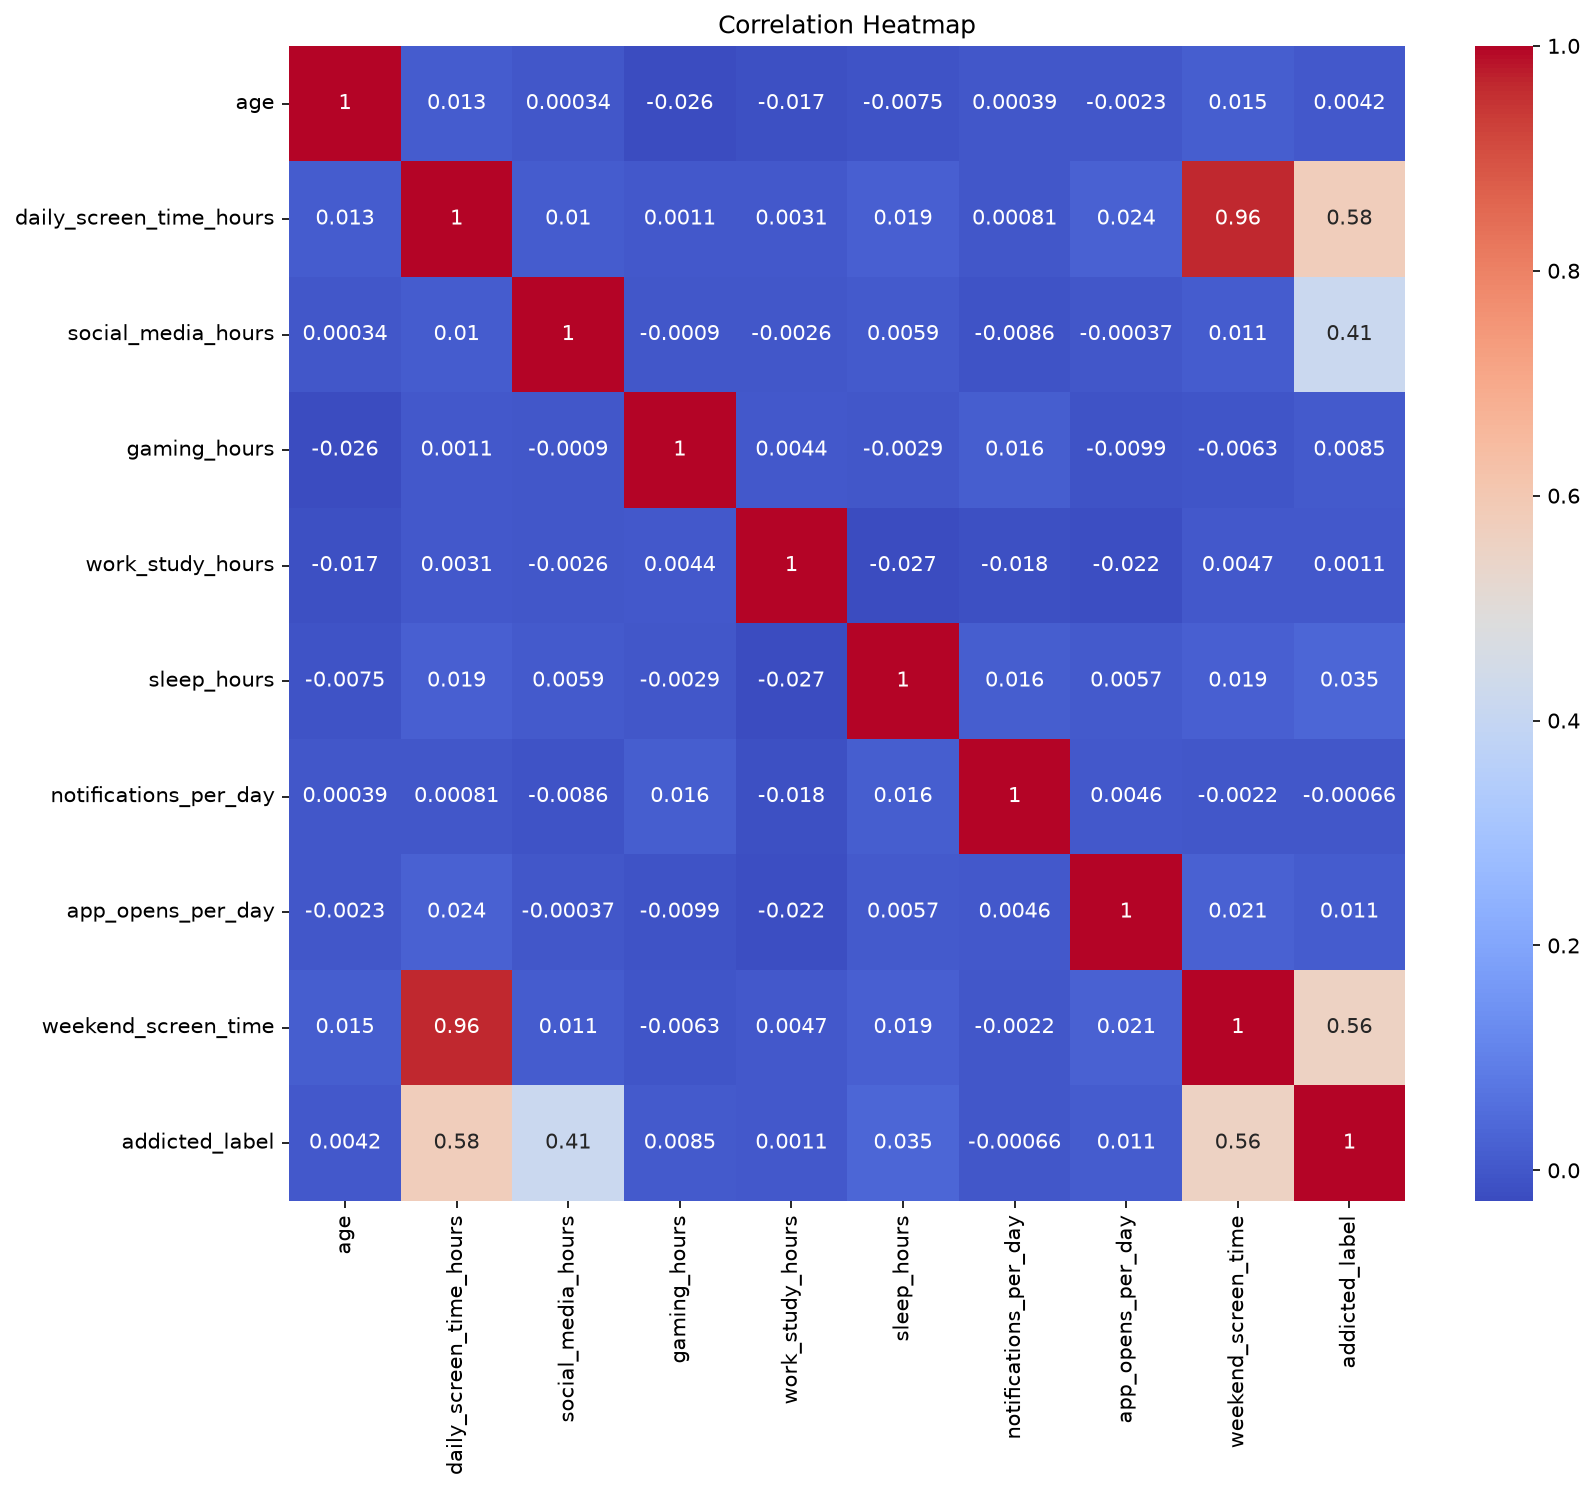 Correlation Heatmap
age 1 0.013 0.00034 -0.026 -0.017 -0.0075 0.00039 -0.0023 0.015 0.0042
daily_screen_time_hours 0.013 1 0.01 0.0011 0.0031 0.019 0.00081 0.024 0.96 0.58
social_media_hours 0.00034 0.01 1 -0.0009 -0.0026 0.0059 -0.0086 -0.00037 0.011 0.41
gaming_hours -0.026 0.0011 -0.0009 1 0.0044 -0.0029 0.016 -0.0099 -0.0063 0.0085
work_study_hours -0.017 0.0031 -0.0026 0.0044 1 -0.027 -0.018 -0.022 0.0047 0.0011
sleep_hours -0.0075 0.019 0.0059 -0.0029 -0.027 1 0.016 0.0057 0.019 0.035
notifications_per_day 0.00039 0.00081 -0.0086 0.016 -0.018 0.016 1 0.0046 -0.0022 -0.00066
app_opens_per_day -0.0023 0.024 -0.00037 -0.0099 -0.022 0.0057 0.0046 1 0.021 0.011
weekend_screen_time 0.015 0.96 0.011 -0.0063 0.0047 0.019 -0.0022 0.021 1 0.56
addicted_label 0.0042 0.58 0.41 0.0085 0.0011 0.035 -0.00066 0.011 0.56 1
age
daily_screen_time_hours
social_media_hours
gaming_hours
work_study_hours
sleep_hours
notifications_per_day
app_opens_per_day
weekend_screen_time
addicted_label
1.0
0.8
0.6
0.4
0.2
0.0